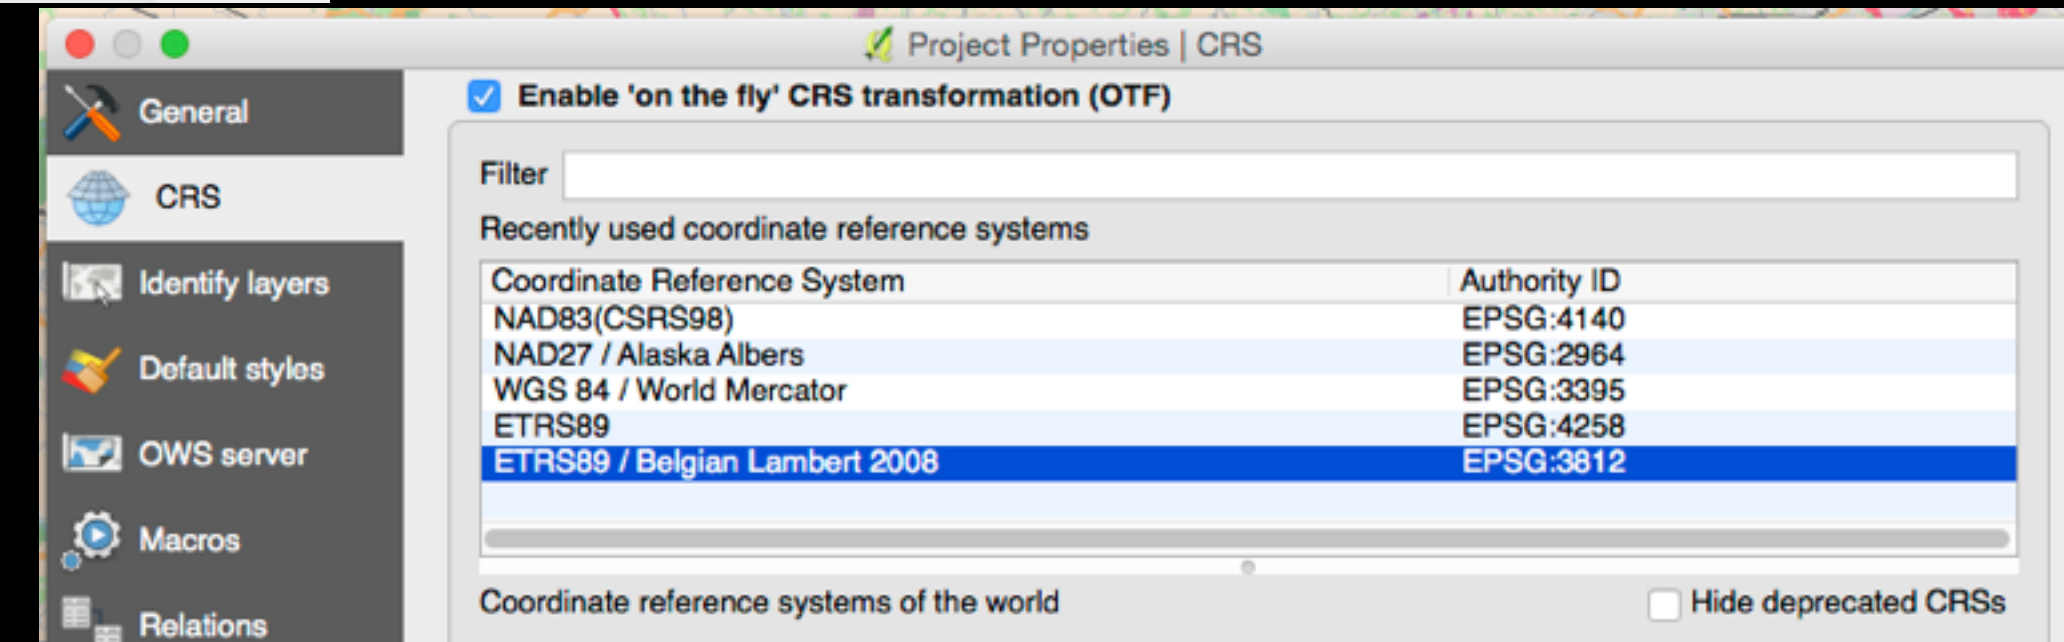 Project Properties | CRS
General
CRS
Identify layers
Default styles
OWS server
Macros
Relations
Enable 'on the fly' CRS transformation (OTF)
Filter
Recently used coordinate reference systems
Coordinate Reference System Authority ID
NAD83(CSRS98) EPSG:4140
NAD27 / Alaska Albers EPSG:2964
WGS 84 / World Mercator EPSG:3395
ETRS89 EPSG:4258
ETRS89 / Belgian Lambert 2008 EPSG:3812
Coordinate reference systems of the world Hide deprecated CRSs